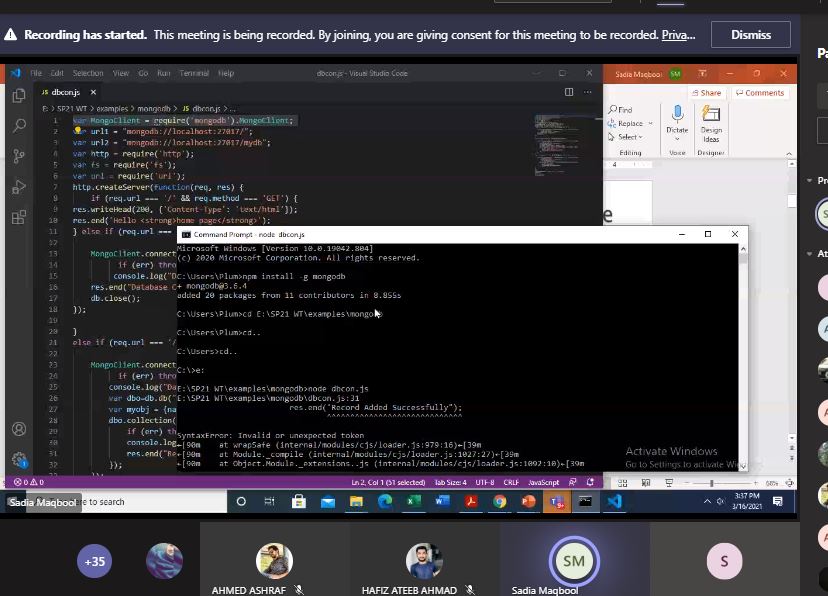 Recording has started. This meeting is being recorded. By joining, you are giving consent for this meeting to be recorded. Priva...
Dismiss
File Edit Selection View Go Run Terminal Help
dbcon.js - Visual Studio Code
Sadia Maqbool SM
JS dbcon.js
Share
Comments
E: > SP21 WT > examples > mongodb > JS dbcon.js > ...
Find
Replace
Select
Editing
Dictate
Voice
Design Ideas
Designer
1 var MongoClient = require('mongodb').MongoClient;
2 var url1 = "mongodb://localhost:27017/";
3 var url2 = "mongodb://localhost:27017/mydb";
4 var http = require('http');
5 var fs = require('fs');
6 var url = require('url');
7 http.createServer(function(req, res) {
8 if (req.url === '/' && req.method === 'GET') {
9 res.writeHead(200, {'Content-Type': 'text/html'});
10 res.end('Hello <strong>home page</strong>');
11 } else if (req.url ===
12
13 MongoClient.connect
14 if (err) throw
15 console.log("D
16 res.end("Database C
17 db.close();
18 });
19
20 }
21 else if (req.url === '/
22
23 MongoClient.connect
24 if (err) thro
25 console.log("Da
26 var dbo=db.db("
27 var myobj = {na
28 dbo.collection(
29 if (err) th
30 console.log
31 res.end("Re
32 });
Command Prompt - node dbcon.js
Microsoft Windows [Version 10.0.19042.804]
(c) 2020 Microsoft Corporation. All rights reserved.
C:\Users\Plum>npm install -g mongodb
+ mongodb@3.6.4
added 20 packages from 11 contributors in 8.855s
C:\Users\Plum>cd E:\SP21 WT\examples\mongodb
C:\Users\Plum>cd..
C:\Users>cd..
C:\>e:
E:\SP21 WT\examples\mongodb>node dbcon.js
E:\SP21 WT\examples\mongodb\dbcon.js:31
res.end("Record Added Successfully");
^^^^^^^^^^^^^^^^^^^^^^^^^^^
SyntaxError: Invalid or unexpected token
←[90m at wrapSafe (internal/modules/cjs/loader.js:979:16)←[39m
←[90m at Module._compile (internal/modules/cjs/loader.js:1027:27)←[39m
←[90m at Object.Module._extensions..js (internal/modules/cjs/loader.js:1092:10)←[39m
Activate Windows
Go to Settings to activate
0 0
Ln 2, Col 1 (51 selected) Tab Size: 4 UTF-8 CRLF JavaScript
68%
Sadia Maqbool
re to search
3:37 PM
3/16/2021
+35
SM
S
AHMED ASHRAF
HAFIZ ATEEB AHMAD
Sadia Maqbool